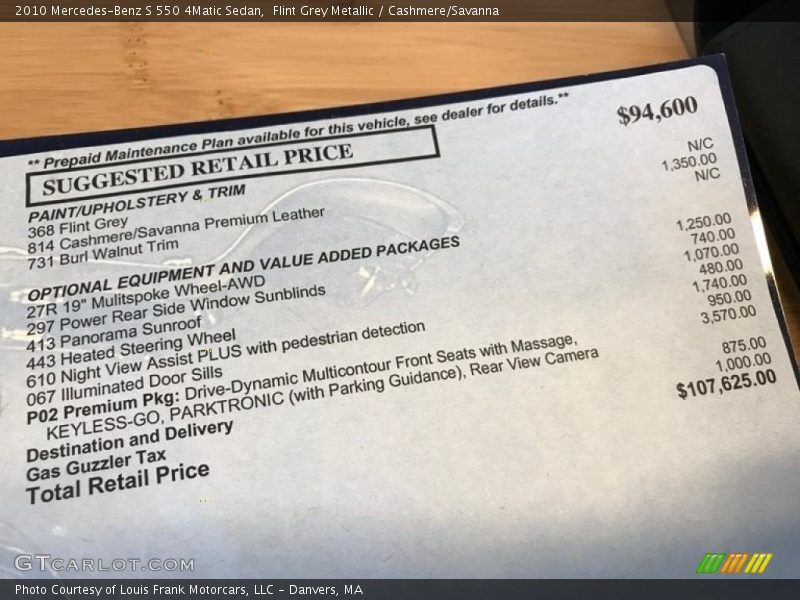 2010 Mercedes-Benz S 550 4Matic Sedan, Flint Grey Metallic / Cashmere/Savanna
** Prepaid Maintenance Plan available for this vehicle, see dealer for details.**
SUGGESTED RETAIL PRICE $94,600
PAINT/UPHOLSTERY & TRIM
368 Flint Grey N/C
814 Cashmere/Savanna Premium Leather 1,350.00
731 Burl Walnut Trim N/C
OPTIONAL EQUIPMENT AND VALUE ADDED PACKAGES
27R 19" Mulitspoke Wheel-AWD 1,250.00
297 Power Rear Side Window Sunblinds 740.00
413 Panorama Sunroof 1,070.00
443 Heated Steering Wheel 480.00
610 Night View Assist PLUS with pedestrian detection 1,740.00
067 Illuminated Door Sills 950.00
P02 Premium Pkg: Drive-Dynamic Multicontour Front Seats with Massage, 3,570.00
KEYLESS-GO, PARKTRONIC (with Parking Guidance), Rear View Camera
Destination and Delivery 875.00
Gas Guzzler Tax 1,000.00
Total Retail Price $107,625.00
GTCARLOT.COM
Photo Courtesy of Louis Frank Motorcars, LLC - Danvers, MA